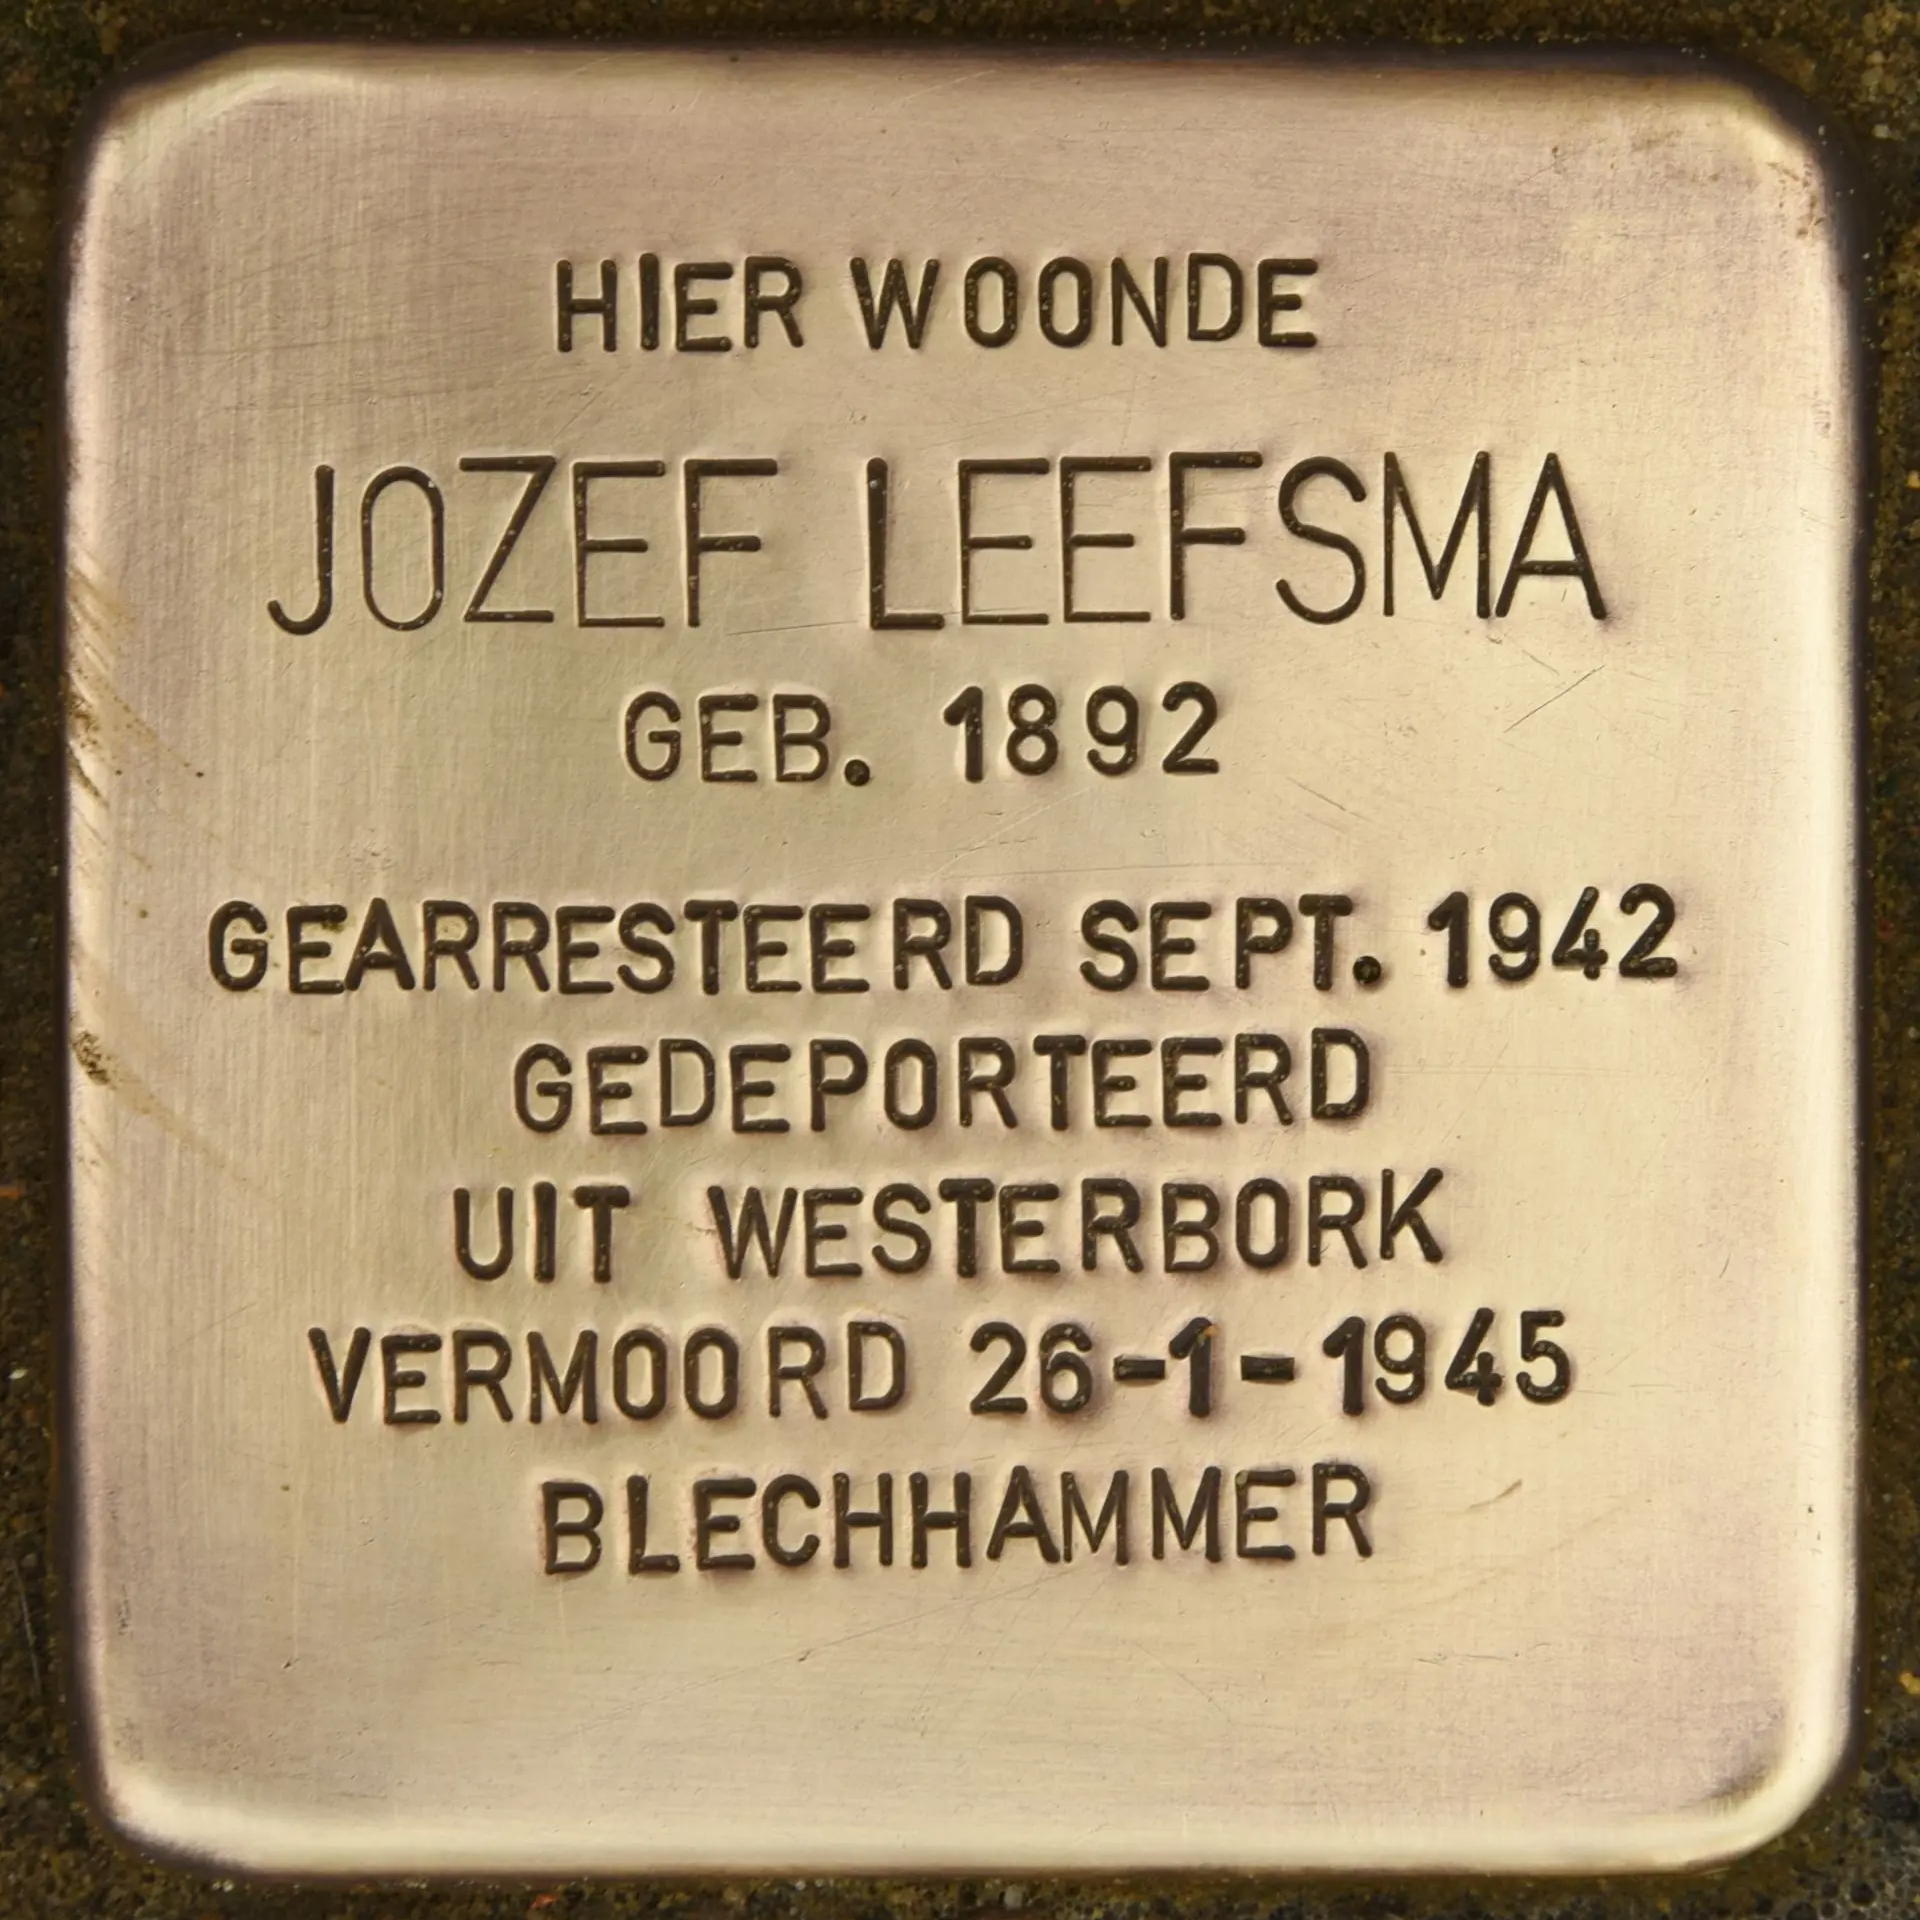 HIER WOONDE
JOZEF LEEFSMA
GEB. 1892
GEARRESTEERD SEPT. 1942
GEDEPORTEERD
UIT WESTERBORK
VERMOORD 26-1-1945
BLECHHAMMER